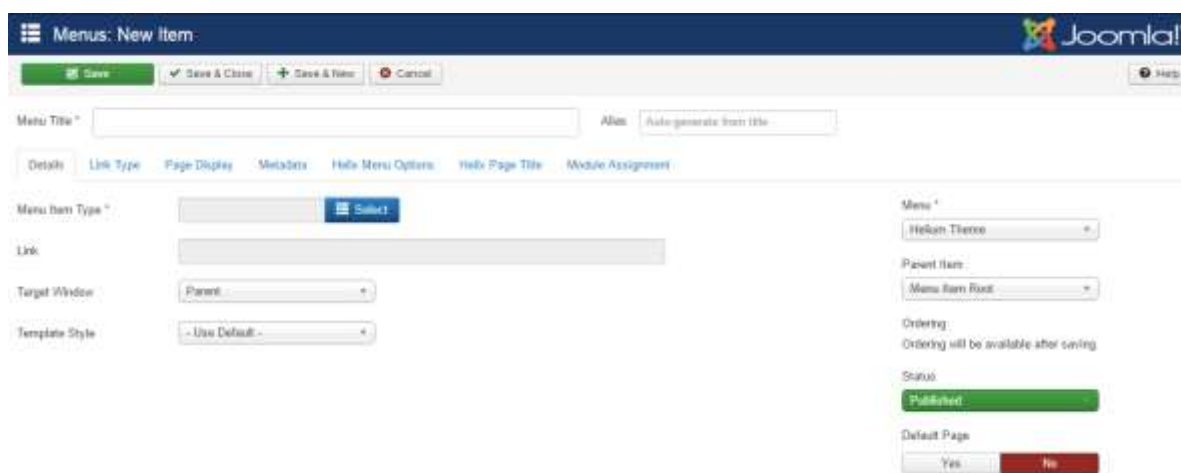 Menus: New Item
Joomla!
Save
Save & Close
Save & New
Cancel
Help
Menu Title *
Alias
Auto-generate from title
Details
Link Type
Page Display
Metadata
Helix Menu Options
Helix Page Title
Module Assignment
Menu Item Type *
Select
Link
Target Window
Parent
Template Style
- Use Default -
Menu *
Helium Theme
Parent Item
Menu Item Root
Ordering
Ordering will be available after saving.
Status
Published
Default Page
Yes
No